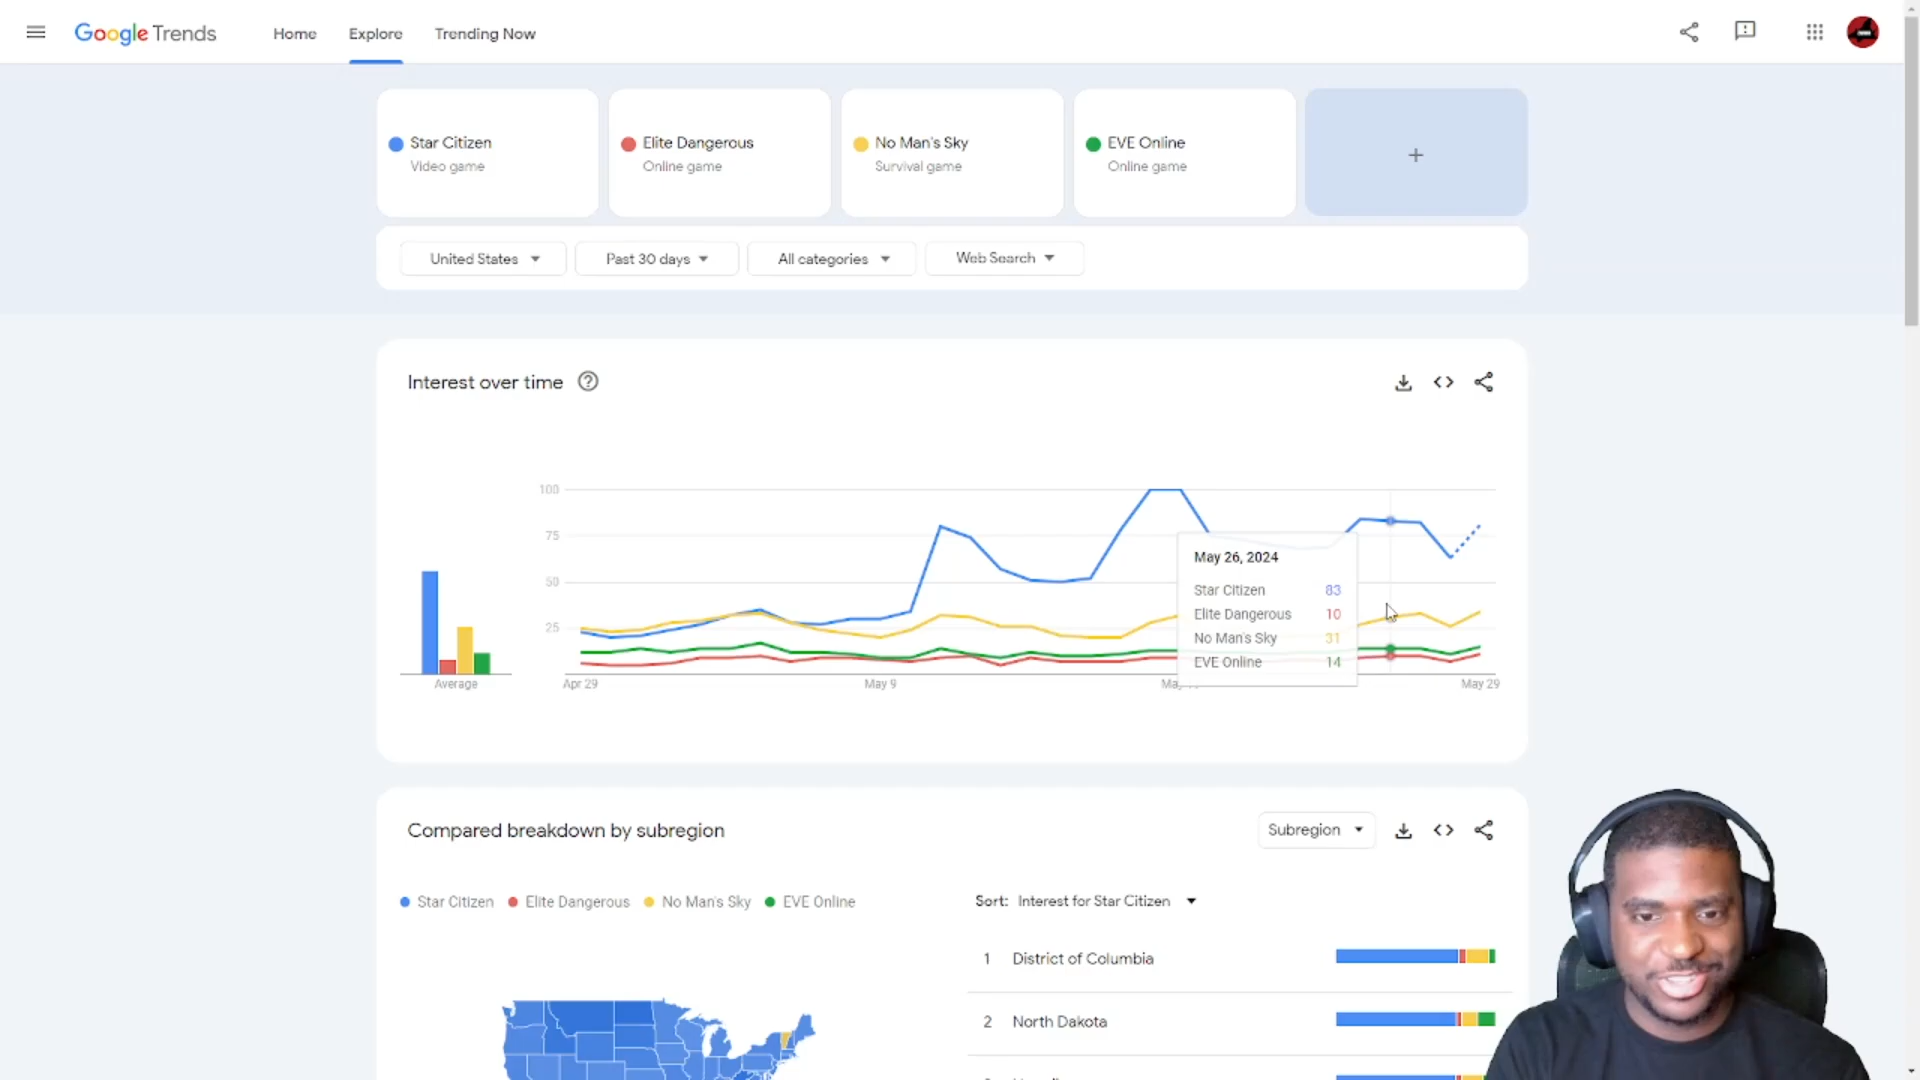 Google Trends
Home
Explore
Trending Now
Star Citizen
Video game
Elite Dangerous
Online game
No Man's Sky
Survival game
EVE Online
Online game
+
United States
Past 30 days
All categories
Web Search
Interest over time
100
75
50
25
Average
Apr 29
May 9
May 29
May 26, 2024
Star Citizen 83
Elite Dangerous 10
No Man's Sky 31
EVE Online 14
Compared breakdown by subregion
Subregion
Star Citizen
Elite Dangerous
No Man's Sky
EVE Online
Sort: Interest for Star Citizen
1 District of Columbia
2 North Dakota